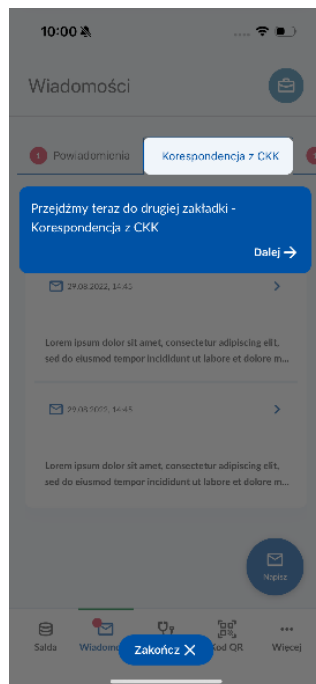 10:00
Wiadomości
1 Powiadomienia
Korespondencja z CKK
Przejdźmy teraz do drugiej zakładki -
Korespondencja z CKK
Dalej →
29.08.2022, 14:45
Lorem ipsum dolor sit amet, consectetur adipiscing elit,
sed do eiusmod tempor incididunt ut labore et dolore m...
29.08.2022, 14:45
Lorem ipsum dolor sit amet, consectetur adipiscing elit,
sed do eiusmod tempor incididunt ut labore et dolore m...
Napisz
Salda
Wiadomo
Kod QR
Więcej
Zakończ ✕